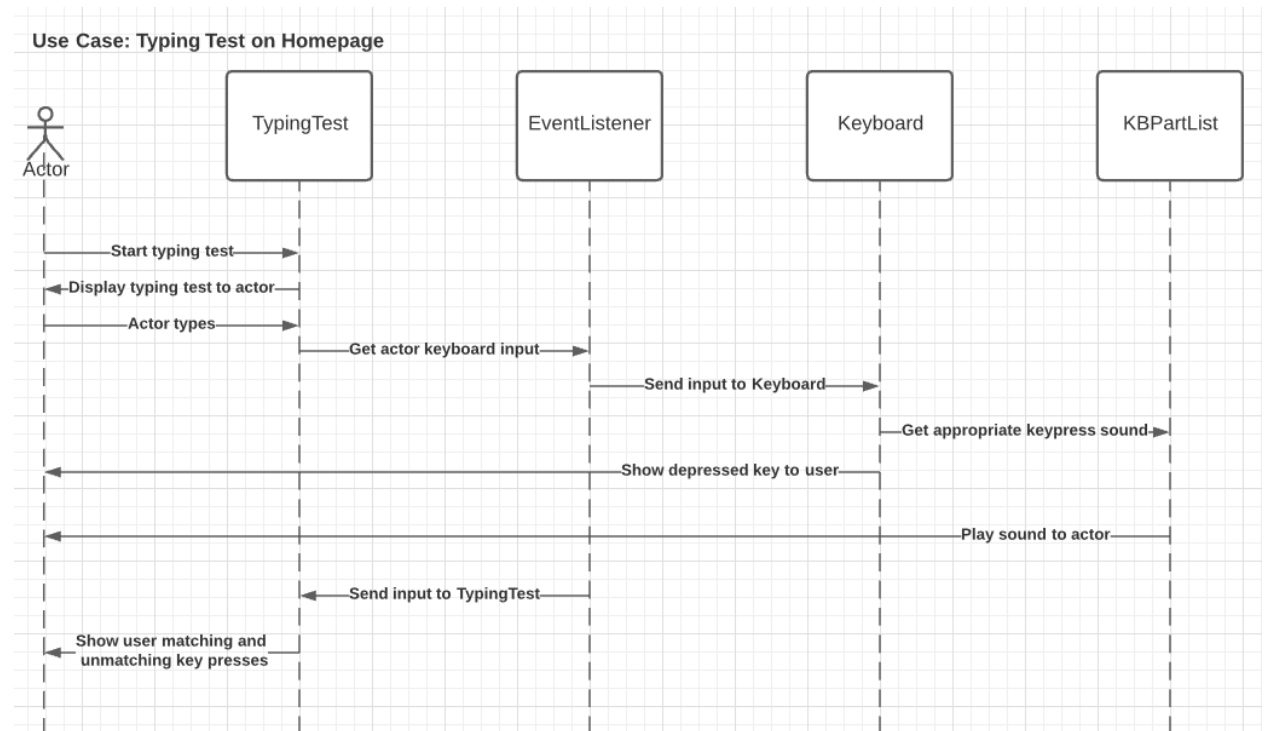 Use Case: Typing Test on Homepage
Actor
TypingTest
EventListener
Keyboard
KBPartList
Start typing test
Display typing test to actor
Actor types
Get actor keyboard input
Send input to Keyboard
Get appropriate keypress sound
Show depressed key to user
Play sound to actor
Send input to TypingTest
Show user matching and
unmatching key presses